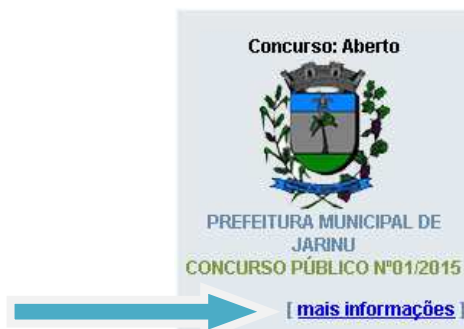 Concurso: Aberto
PREFEITURA MUNICIPAL DE
JARINU
CONCURSO PÚBLICO Nº01/2015
[ mais informações ]